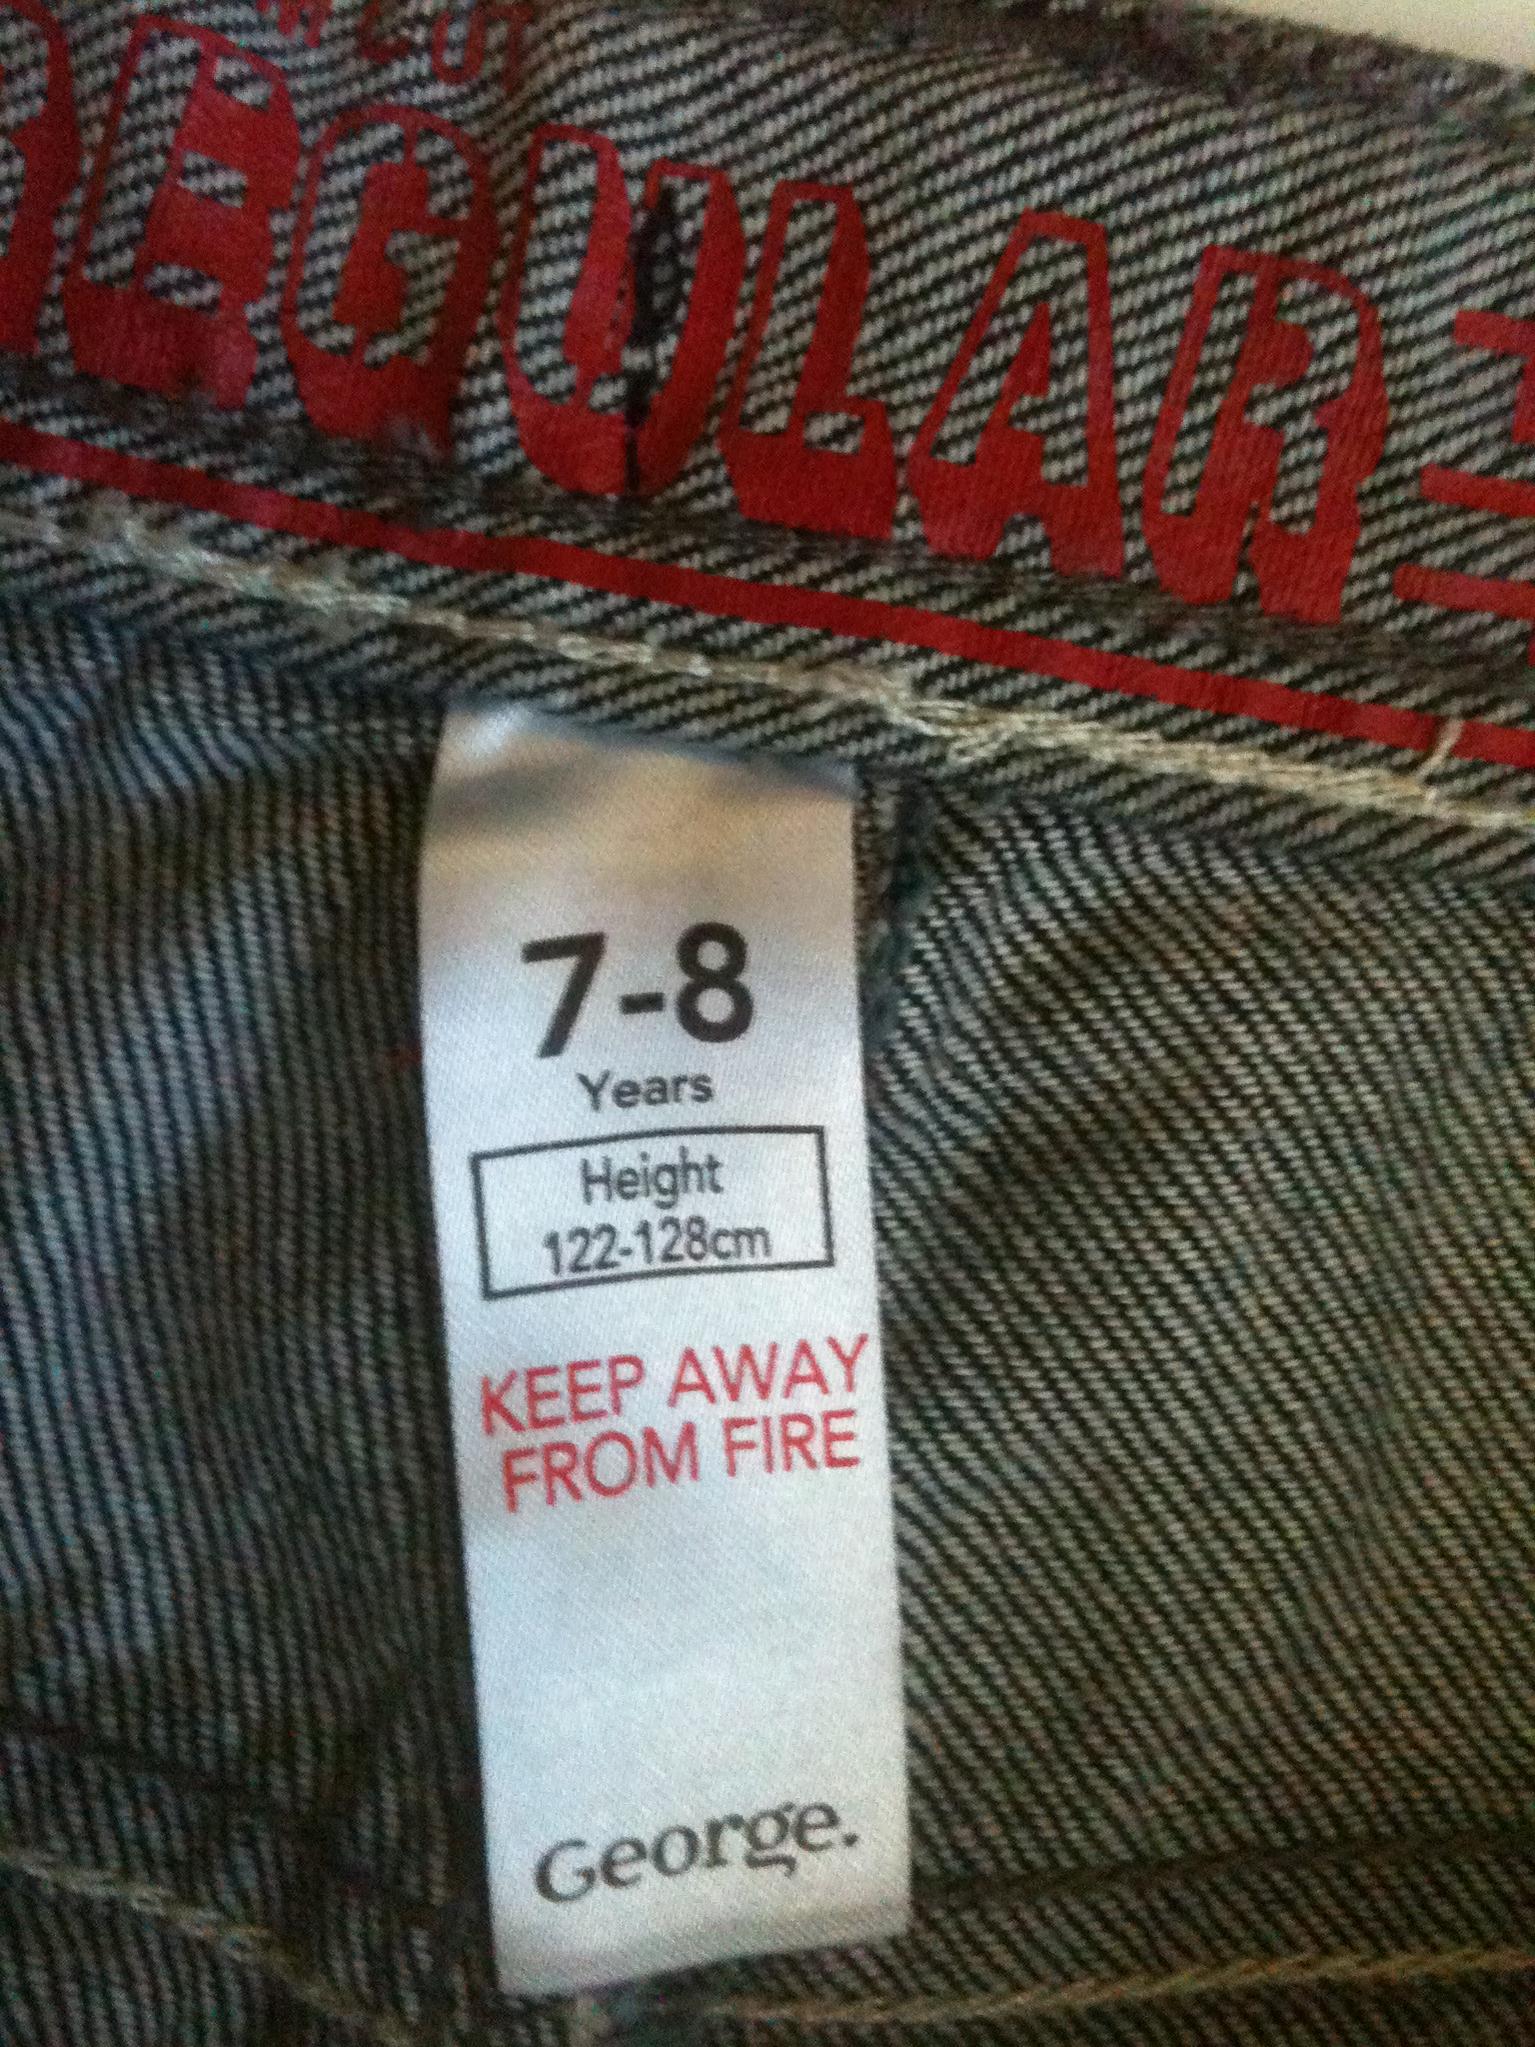 REGULAR
7-8
Years
Height
122-128cm
KEEP AWAY
FROM FIRE
George.